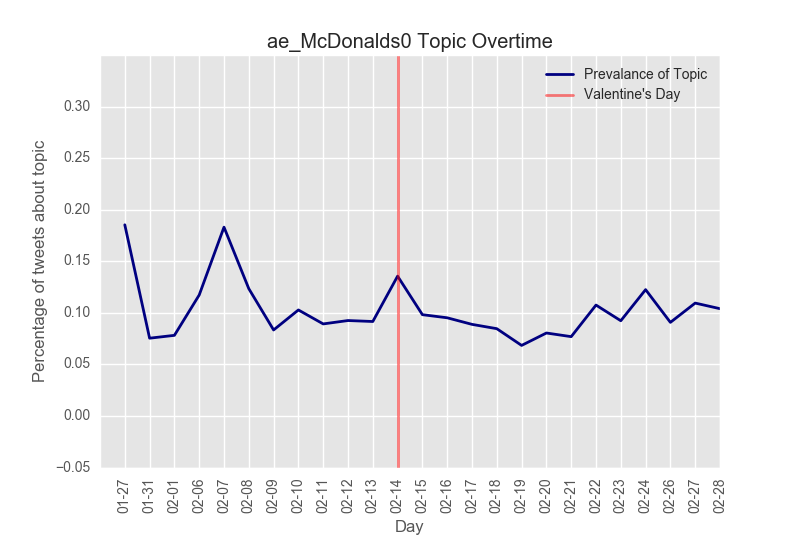 ae_McDonalds0 Topic Overtime
Prevalance of Topic
Valentine's Day
Percentage of tweets about topic
0.30
0.25
0.20
0.15
0.10
0.05
0.00
−0.05
01-27 01-31 02-01 02-06 02-07 02-08 02-09 02-10 02-11 02-12 02-13 02-14 02-15 02-16 02-17 02-18 02-19 02-20 02-21 02-22 02-23 02-24 02-26 02-27 02-28
Day